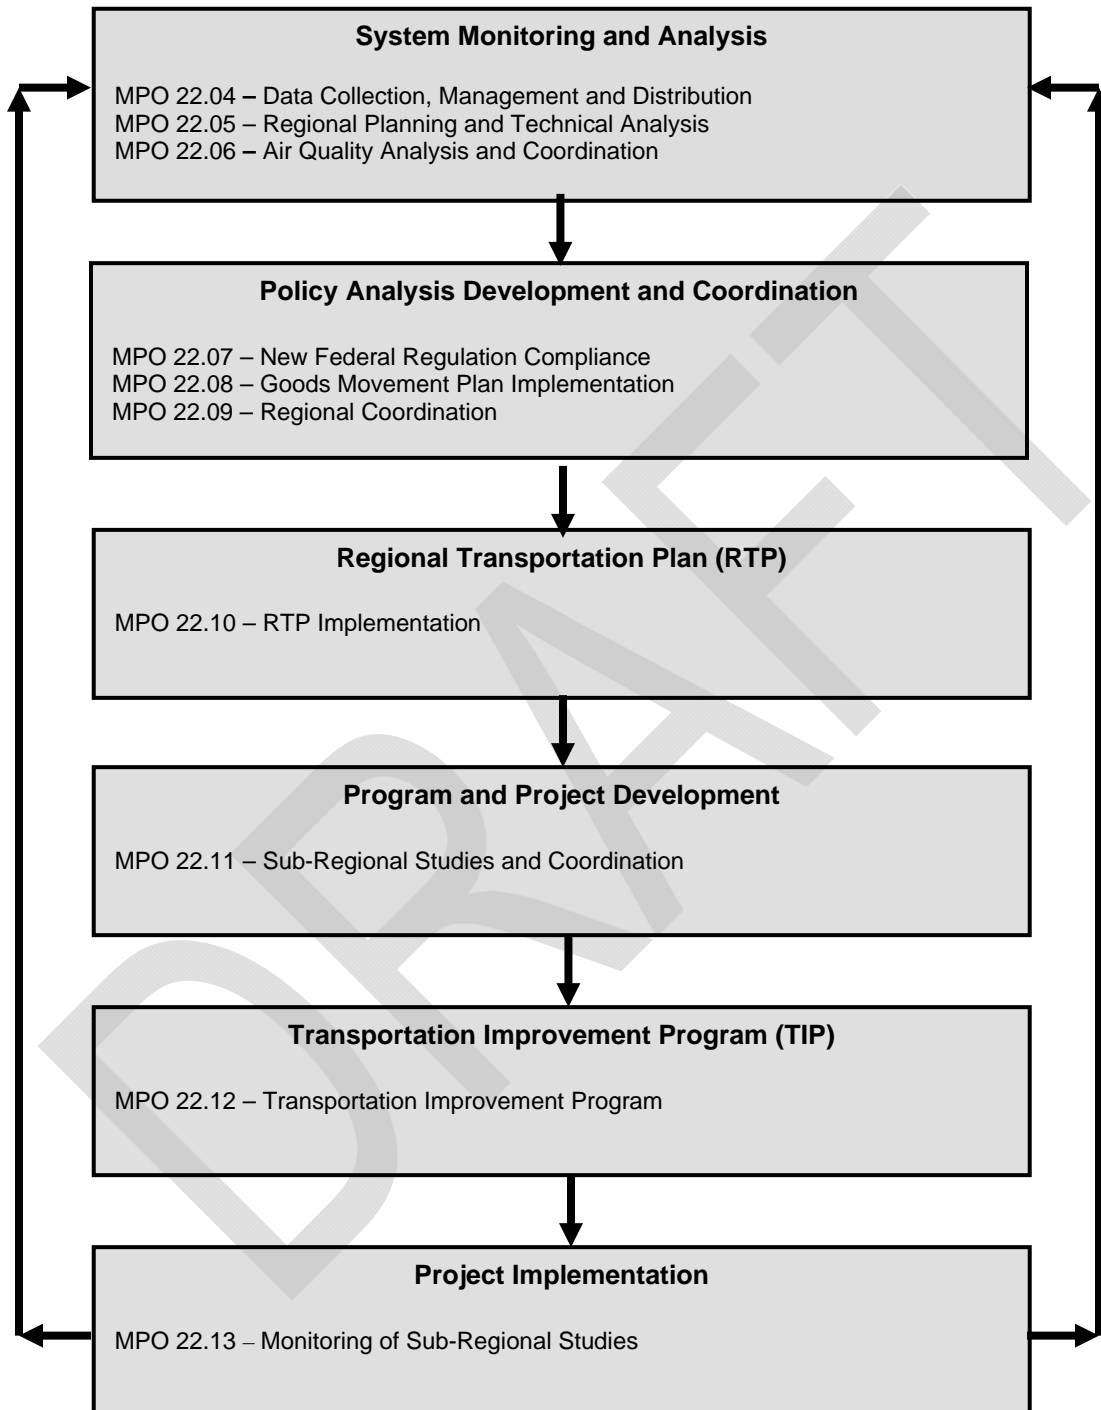 System Monitoring and Analysis
MPO 22.04 – Data Collection, Management and Distribution
MPO 22.05 – Regional Planning and Technical Analysis
MPO 22.06 – Air Quality Analysis and Coordination
Policy Analysis Development and Coordination
MPO 22.07 – New Federal Regulation Compliance
MPO 22.08 – Goods Movement Plan Implementation
MPO 22.09 – Regional Coordination
Regional Transportation Plan (RTP)
MPO 22.10 – RTP Implementation
Program and Project Development
MPO 22.11 – Sub-Regional Studies and Coordination
Transportation Improvement Program (TIP)
MPO 22.12 – Transportation Improvement Program
Project Implementation
MPO 22.13 – Monitoring of Sub-Regional Studies
DRAFT